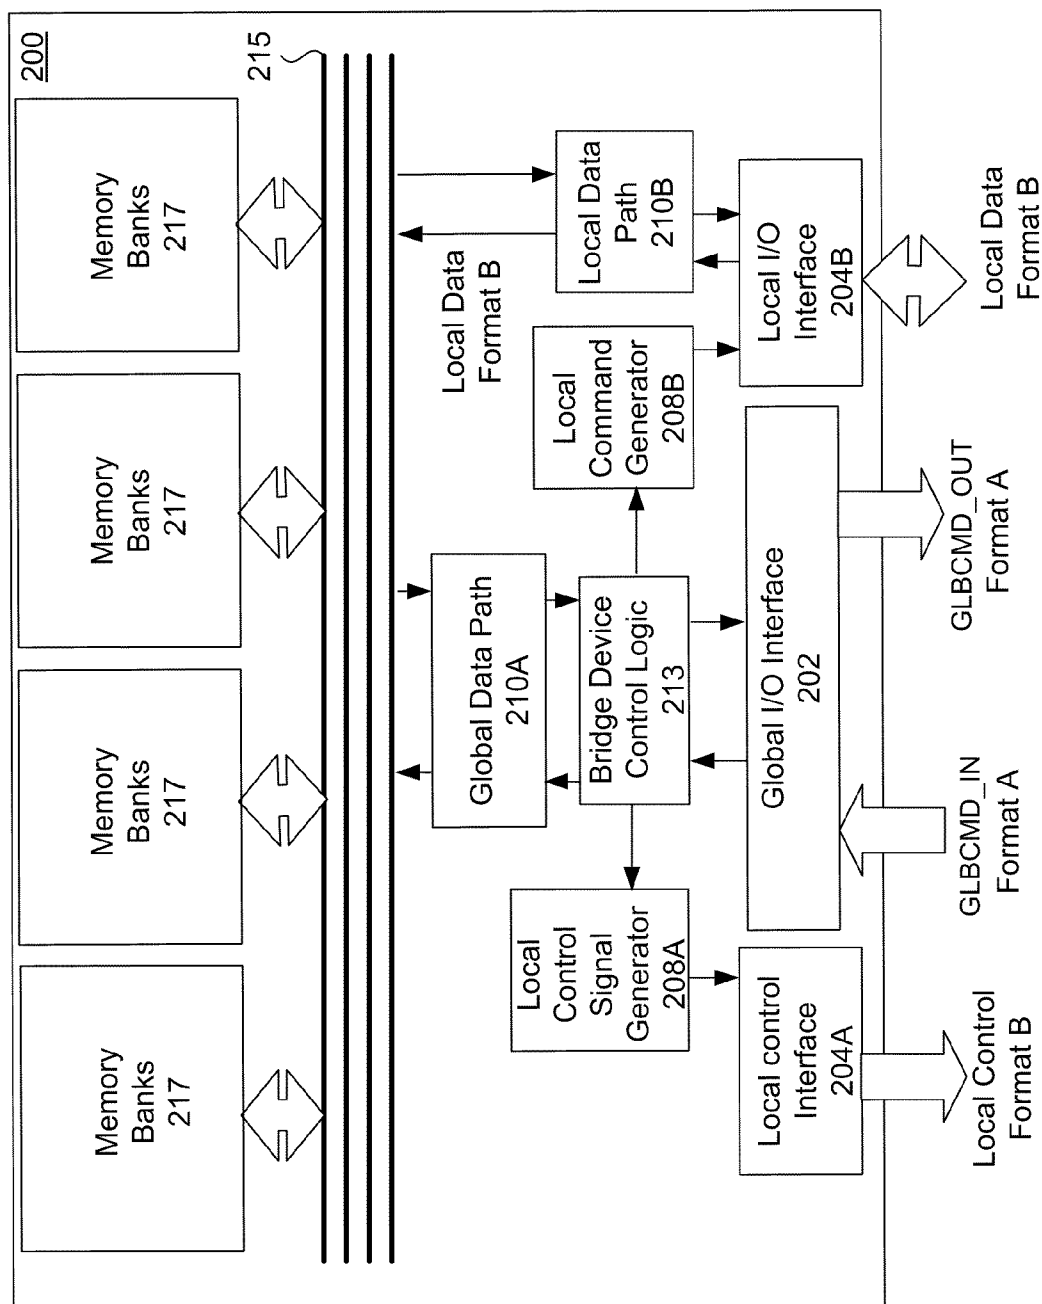 200
215
Memory
Banks
217
Memory
Banks
217
Memory
Banks
217
Memory
Banks
217
Local Data
Format B
Global Data Path
210A
Local Data
Path
210B
Local
Control
Signal
Generator
208A
Bridge Device
Control Logic
213
Local
Command
Generator
208B
Local control
Interface
204A
Global I/O Interface
202
Local I/O
Interface
204B
Local Control
Format B
GLBCMD_IN
Format A
GLBCMD_OUT
Format A
Local Data
Format B